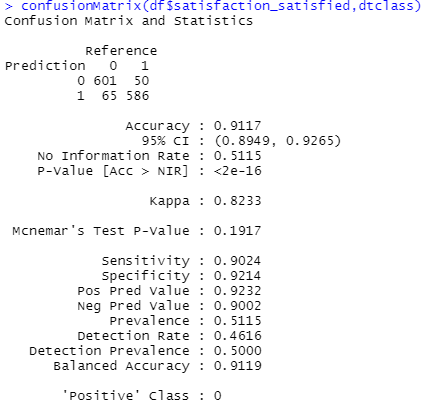 > confusionMatrix(df$satisfaction_satisfied,dtclass)
Confusion Matrix and Statistics
Reference
Prediction 0 1
0 601 50
1 65 586
Accuracy : 0.9117
95% CI : (0.8949, 0.9265)
No Information Rate : 0.5115
P-Value [Acc > NIR] : <2e-16
Kappa : 0.8233
Mcnemar's Test P-Value : 0.1917
Sensitivity : 0.9024
Specificity : 0.9214
Pos Pred Value : 0.9232
Neg Pred Value : 0.9002
Prevalence : 0.5115
Detection Rate : 0.4616
Detection Prevalence : 0.5000
Balanced Accuracy : 0.9119
'Positive' Class : 0